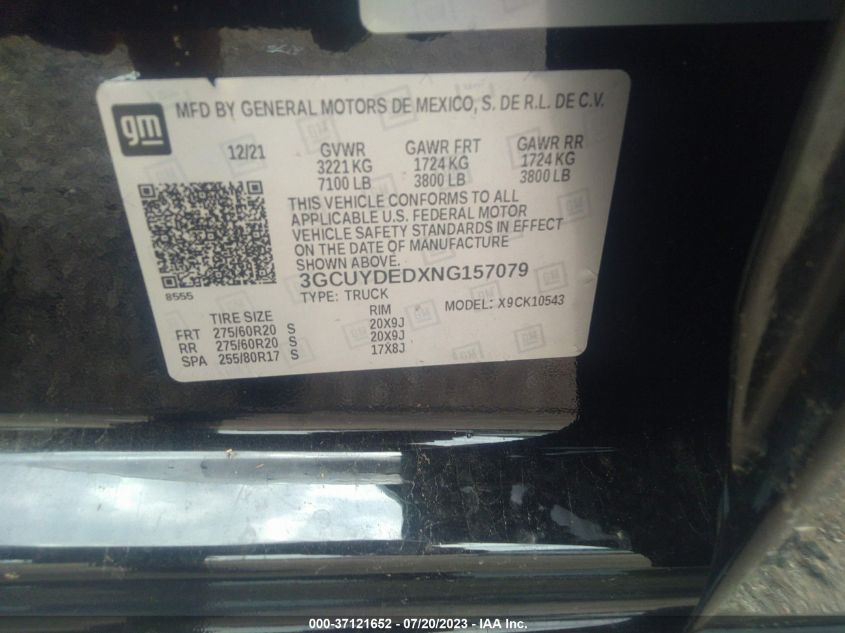 gm
MFD BY GENERAL MOTORS DE MEXICO, S. DE R.L. DE C.V.
12/21 GVWR GAWR FRT GAWR RR
3221 KG 1724 KG 1724 KG
7100 LB 3800 LB 3800 LB
THIS VEHICLE CONFORMS TO ALL
APPLICABLE U.S. FEDERAL MOTOR
VEHICLE SAFETY STANDARDS IN EFFECT
ON THE DATE OF MANUFACTURE
SHOWN ABOVE.
8555 3GCUYDEDXNG157079
TYPE: TRUCK MODEL: X9CK10543
TIRE SIZE RIM
FRT 275/60R20 S 20X9J
RR 275/60R20 S 20X9J
SPA 255/80R17 S 17X8J
000-37121652 - 07/20/2023 - IAA Inc.